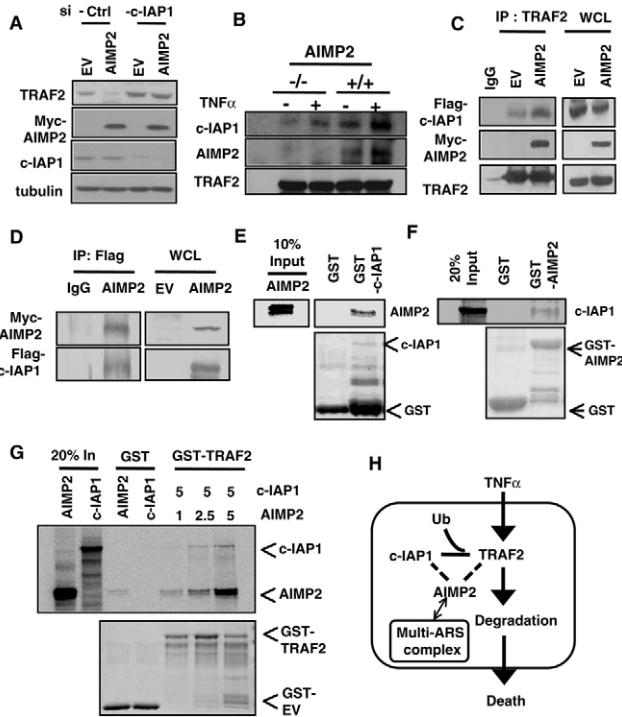 A
si - Ctrl -c-IAP1
EV AIMP2 EV AIMP2
TRAF2
Myc-
AIMP2
c-IAP1
tubulin
B
AIMP2
-/- +/+
TNFα - + - +
c-IAP1
AIMP2
TRAF2
C
IP : TRAF2 WCL
IgG EV AIMP2 EV AIMP2
Flag-
c-IAP1
Myc-
AIMP2
TRAF2
D
IP: Flag WCL
IgG AIMP2 EV AIMP2
Myc-
AIMP2
Flag-
c-IAP1
E
10%
Input
AIMP2 GST GST
-c-IAP1
AIMP2
c-IAP1
GST
F
20%
Input
GST
GST
-AIMP2
c-IAP1
GST-
AIMP2
GST
G
20% In GST GST-TRAF2
AIMP2 c-IAP1 AIMP2 c-IAP1
5 5 5 c-IAP1
1 2.5 5 AIMP2
c-IAP1
AIMP2
GST-
TRAF2
GST-
EV
H
TNFα
Ub
c-IAP1 TRAF2
AIMP2
Degradation
Multi-ARS
complex
Death